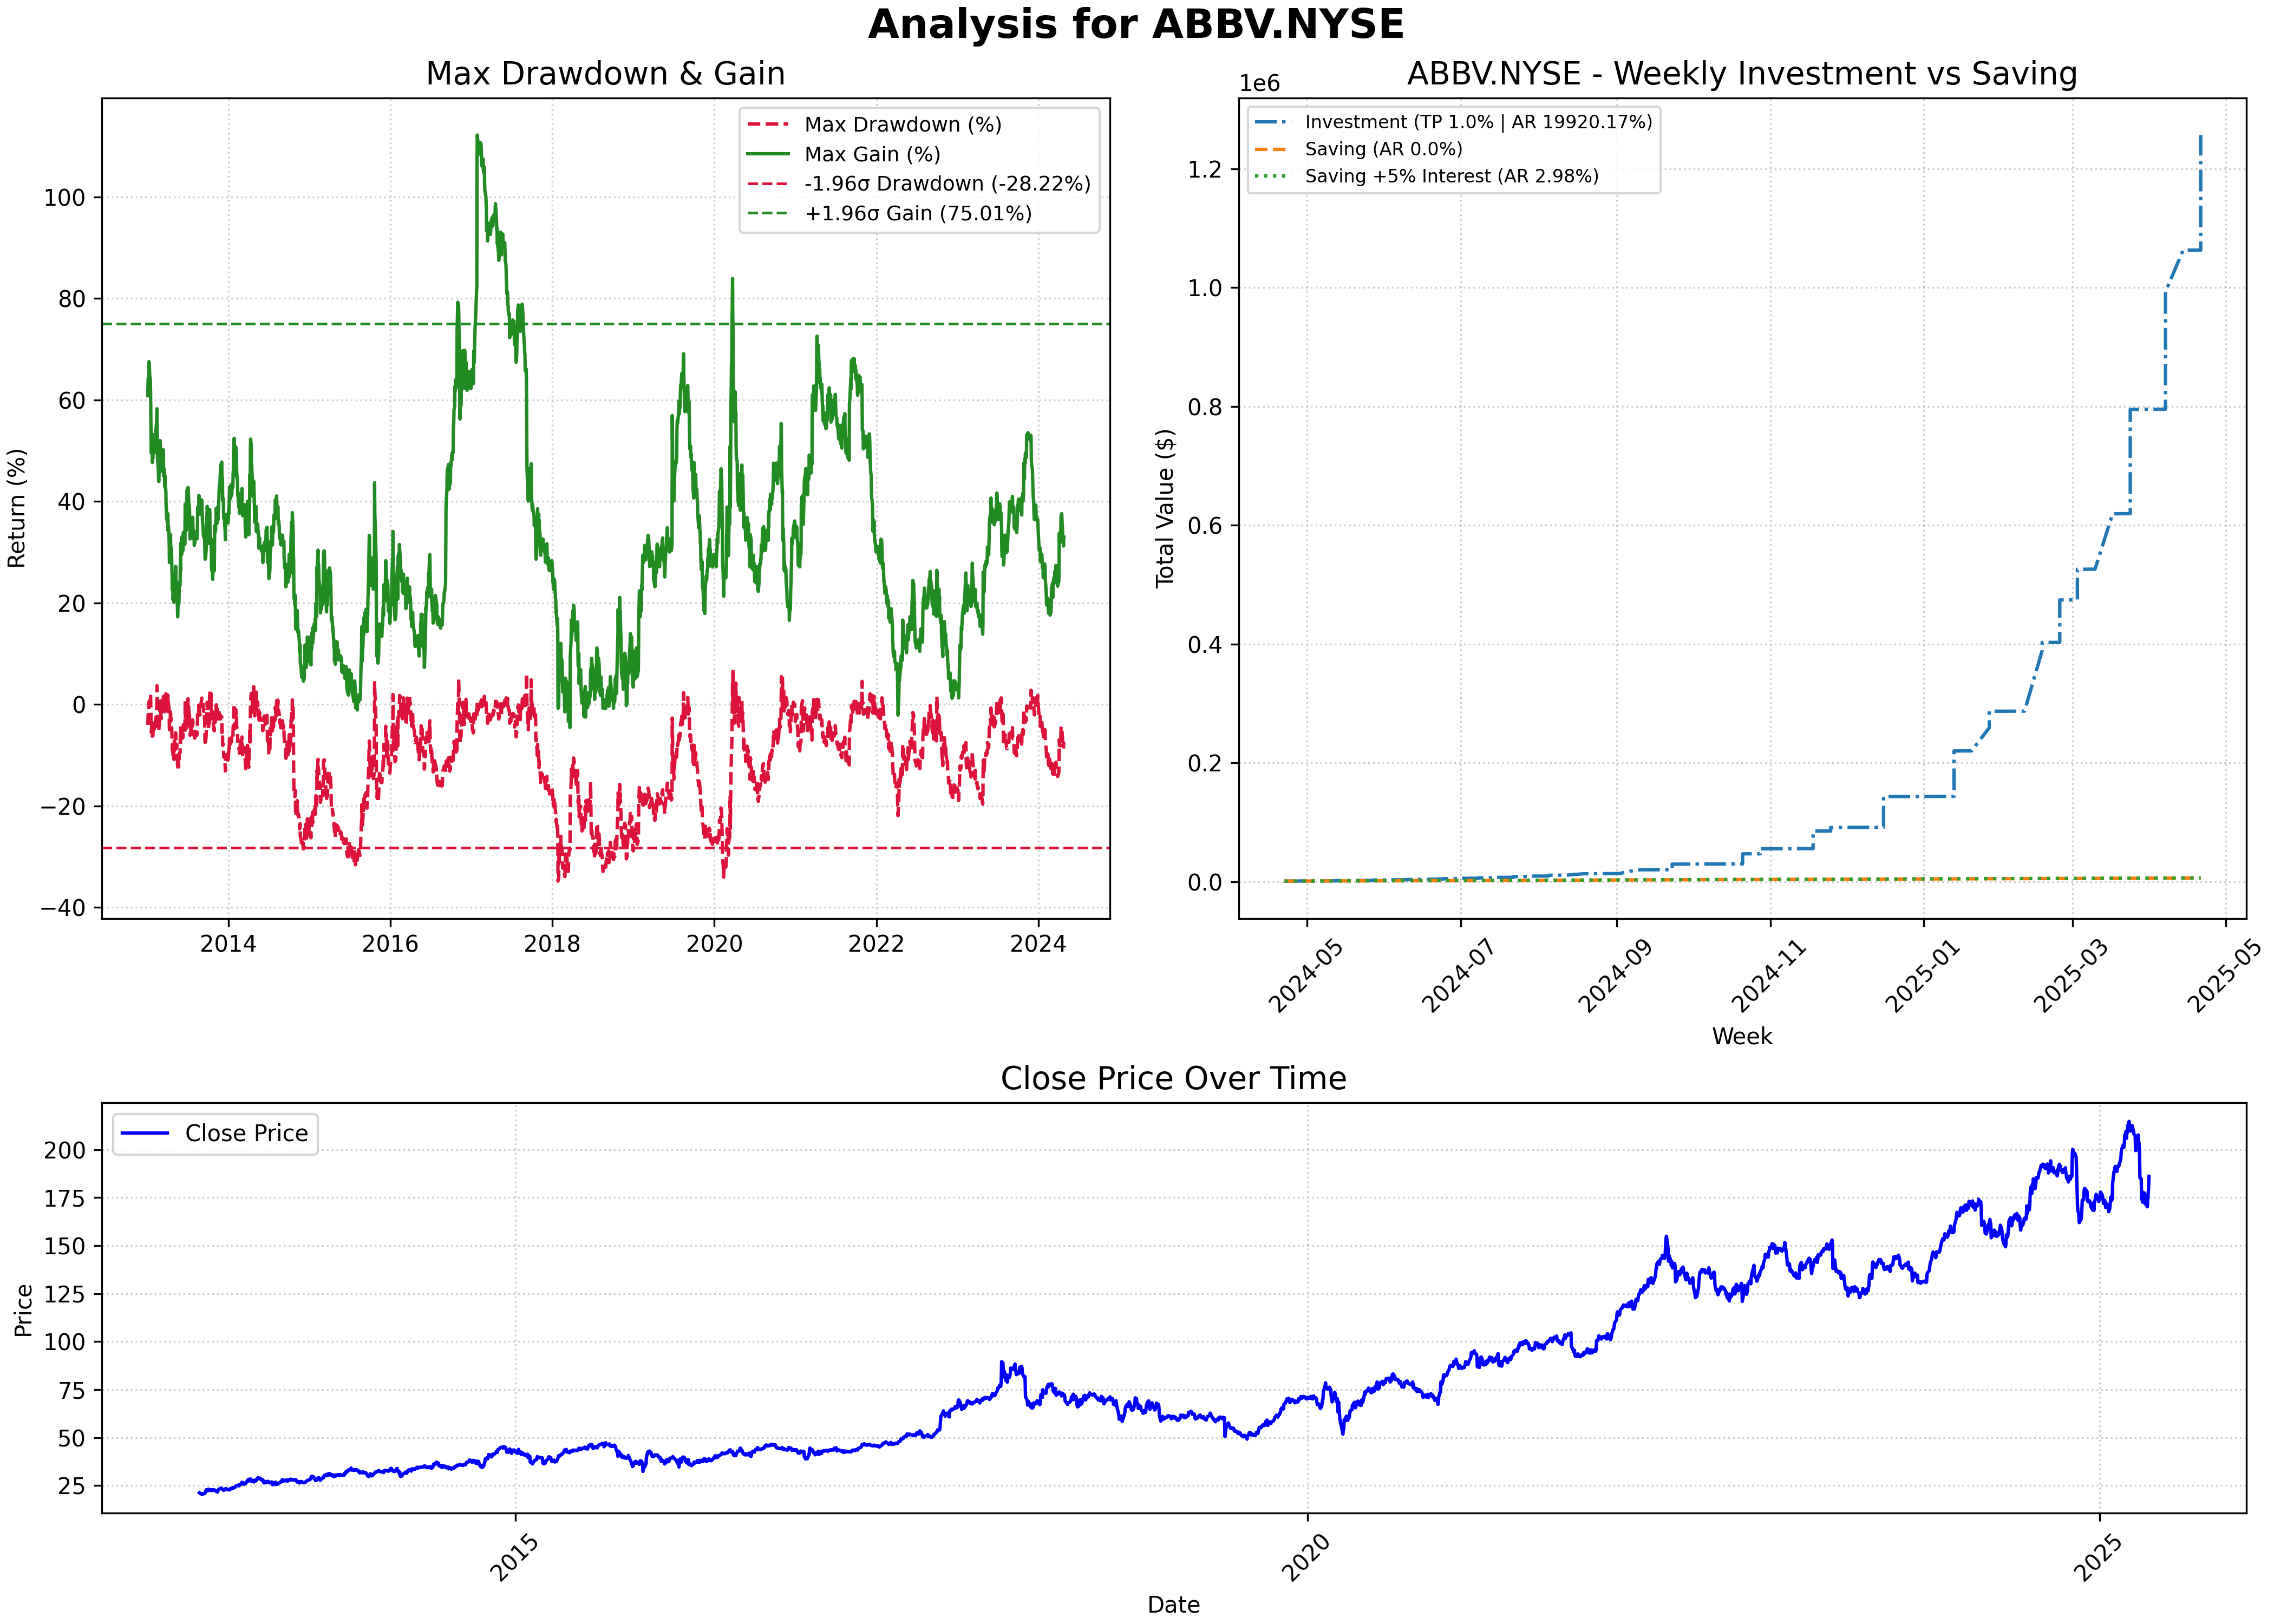 Analysis for ABBV.NYSE
Max Drawdown & Gain
Return (%)
100
80
60
40
20
0
−20
−40
Max Drawdown (%)
Max Gain (%)
-1.96σ Drawdown (-28.22%)
+1.96σ Gain (75.01%)
2014
2016
2018
2020
2022
2024
ABBV.NYSE - Weekly Investment vs Saving
1e6
Total Value ($)
1.2
1.0
0.8
0.6
0.4
0.2
0.0
Investment (TP 1.0% | AR 19920.17%)
Saving (AR 0.0%)
Saving +5% Interest (AR 2.98%)
2024-05
2024-07
2024-09
2024-11
2025-01
2025-03
2025-05
Week
Close Price Over Time
Price
200
175
150
125
100
75
50
25
Close Price
2015
2020
2025
Date